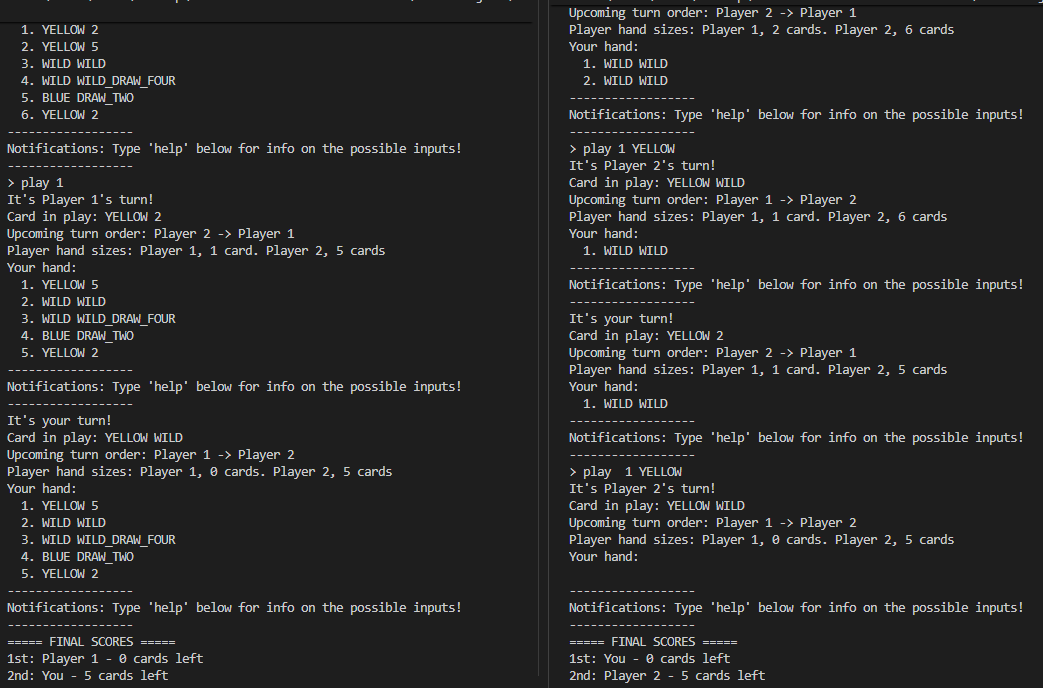 1. YELLOW 2
2. YELLOW 5
3. WILD WILD
4. WILD WILD_DRAW_FOUR
5. BLUE DRAW_TWO
6. YELLOW 2
------------------
Notifications: Type 'help' below for info on the possible inputs!
------------------
> play 1
It's Player 1's turn!
Card in play: YELLOW 2
Upcoming turn order: Player 2 -> Player 1
Player hand sizes: Player 1, 1 card. Player 2, 5 cards
Your hand:
1. YELLOW 5
2. WILD WILD
3. WILD WILD_DRAW_FOUR
4. BLUE DRAW_TWO
5. YELLOW 2
------------------
Notifications: Type 'help' below for info on the possible inputs!
------------------
It's your turn!
Card in play: YELLOW WILD
Upcoming turn order: Player 1 -> Player 2
Player hand sizes: Player 1, 0 cards. Player 2, 5 cards
Your hand:
1. YELLOW 5
2. WILD WILD
3. WILD WILD_DRAW_FOUR
4. BLUE DRAW_TWO
5. YELLOW 2
------------------
Notifications: Type 'help' below for info on the possible inputs!
------------------
===== FINAL SCORES =====
1st: Player 1 - 0 cards left
2nd: You - 5 cards left
Upcoming turn order: Player 2 -> Player 1
Player hand sizes: Player 1, 2 cards. Player 2, 6 cards
Your hand:
1. WILD WILD
2. WILD WILD
------------------
Notifications: Type 'help' below for info on the possible inputs!
------------------
> play 1 YELLOW
It's Player 2's turn!
Card in play: YELLOW WILD
Upcoming turn order: Player 1 -> Player 2
Player hand sizes: Player 1, 1 card. Player 2, 6 cards
Your hand:
1. WILD WILD
------------------
Notifications: Type 'help' below for info on the possible inputs!
------------------
It's your turn!
Card in play: YELLOW 2
Upcoming turn order: Player 2 -> Player 1
Player hand sizes: Player 1, 1 card. Player 2, 5 cards
Your hand:
1. WILD WILD
------------------
Notifications: Type 'help' below for info on the possible inputs!
------------------
> play  1 YELLOW
It's Player 2's turn!
Card in play: YELLOW WILD
Upcoming turn order: Player 1 -> Player 2
Player hand sizes: Player 1, 0 cards. Player 2, 5 cards
Your hand:
------------------
Notifications: Type 'help' below for info on the possible inputs!
------------------
===== FINAL SCORES =====
1st: You - 0 cards left
2nd: Player 2 - 5 cards left